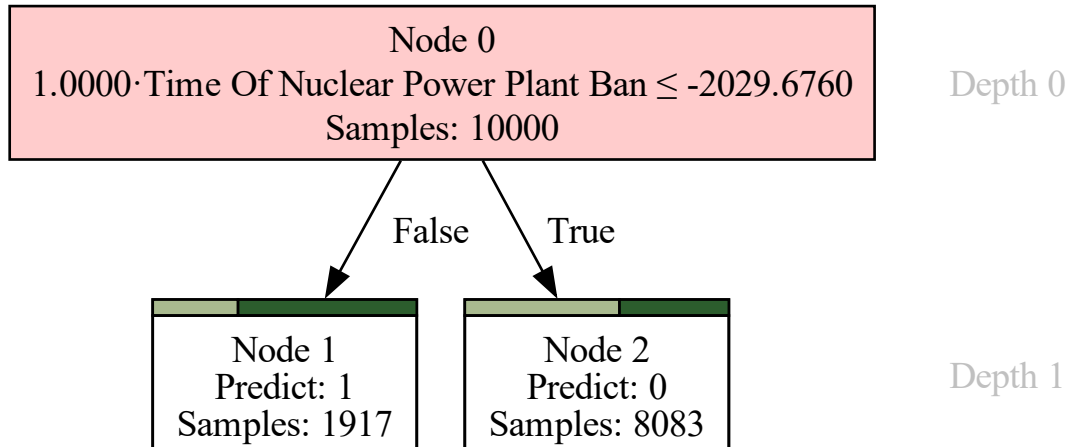 Node 0
1.0000·Time Of Nuclear Power Plant Ban ≤ -2029.6760
Samples: 10000
Depth 0
False
True
Node 1
Predict: 1
Samples: 1917
Node 2
Predict: 0
Samples: 8083
Depth 1